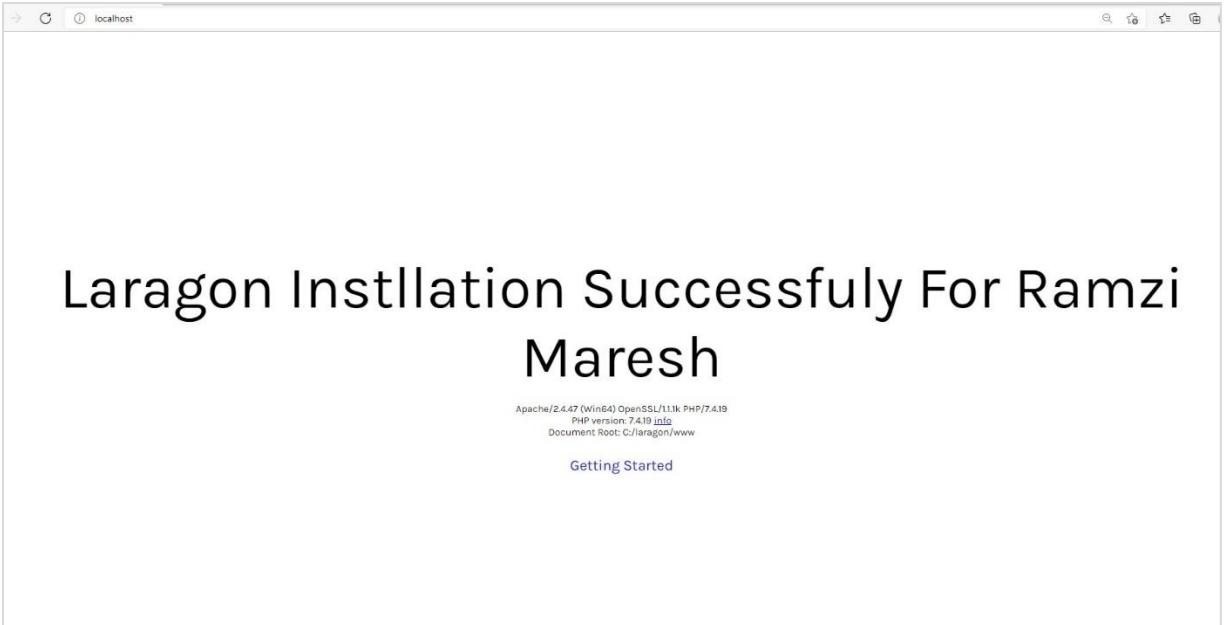 localhost
Laragon Instllation Successfuly For Ramzi
Maresh
Apache/2.4.47 (Win64) OpenSSL/1.1.1k PHP/7.4.19
PHP version: 7.4.19 info
Document Root: C:/laragon/www
Getting Started